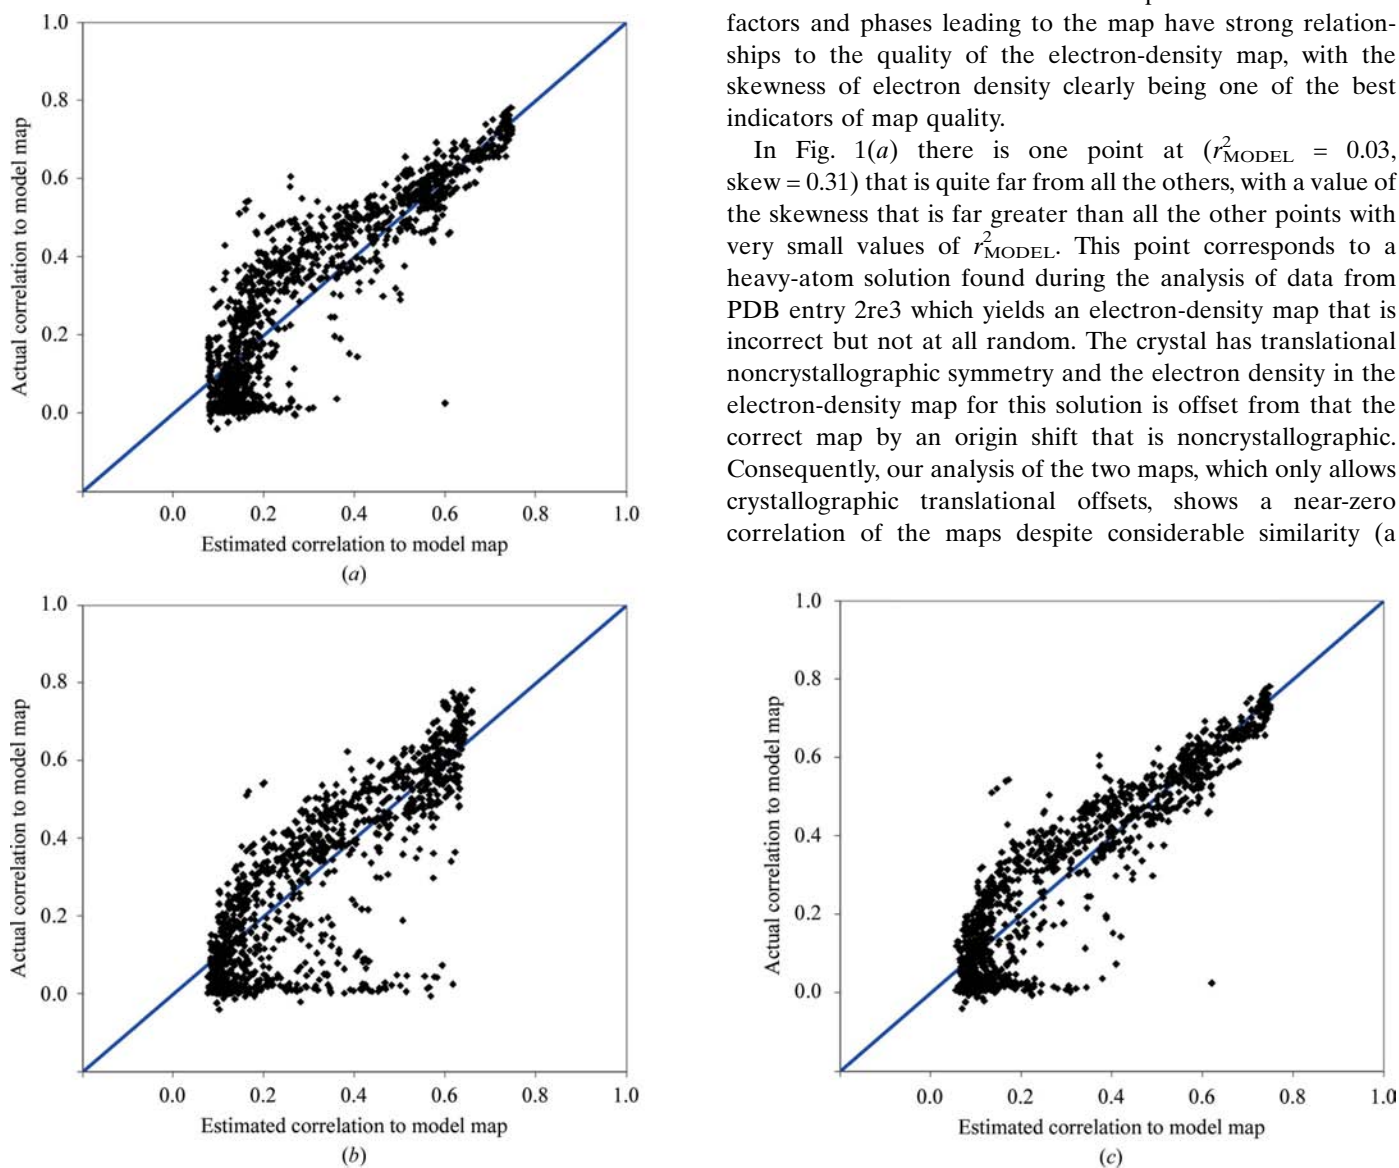 factors and phases leading to the map have strong relation-
ships to the quality of the electron-density map, with the
skewness of electron density clearly being one of the best
indicators of map quality.
In Fig. 1(a) there is one point at (r²MODEL = 0.03,
skew = 0.31) that is quite far from all the others, with a value of
the skewness that is far greater than all the other points with
very small values of r²MODEL. This point corresponds to a
heavy-atom solution found during the analysis of data from
PDB entry 2re3 which yields an electron-density map that is
incorrect but not at all random. The crystal has translational
noncrystallographic symmetry and the electron density in the
electron-density map for this solution is offset from that the
correct map by an origin shift that is noncrystallographic.
Consequently, our analysis of the two maps, which only allows
crystallographic translational offsets, shows a near-zero
correlation of the maps despite considerable similarity (a
1.0
0.8
0.6
0.4
0.2
0.0
Actual correlation to model map
0.0 0.2 0.4 0.6 0.8 1.0
Estimated correlation to model map
(a)
1.0
0.8
0.6
0.4
0.2
0.0
Actual correlation to model map
0.0 0.2 0.4 0.6 0.8 1.0
Estimated correlation to model map
(b)
1.0
0.8
0.6
0.4
0.2
0.0
Actual correlation to model map
0.0 0.2 0.4 0.6 0.8 1.0
Estimated correlation to model map
(c)